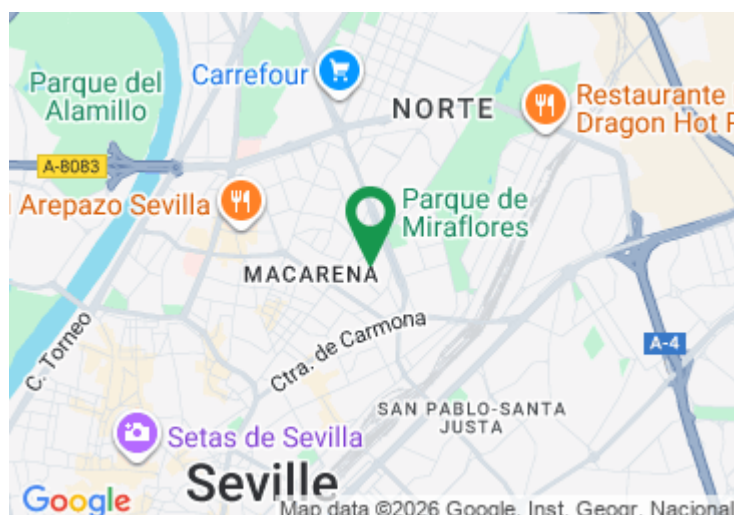 Parque del
Alamillo
Carrefour
NORTE
Restaurante
Dragon Hot P
A-8083
Arepazo Sevilla
Parque de
Miraflores
MACARENA
C. Torneo
Ctra. de Carmona
A-4
SAN PABLO-SANTA
JUSTA
Setas de Sevilla
Seville
Google
Map data ©2026 Google, Inst. Geogr. Nacional